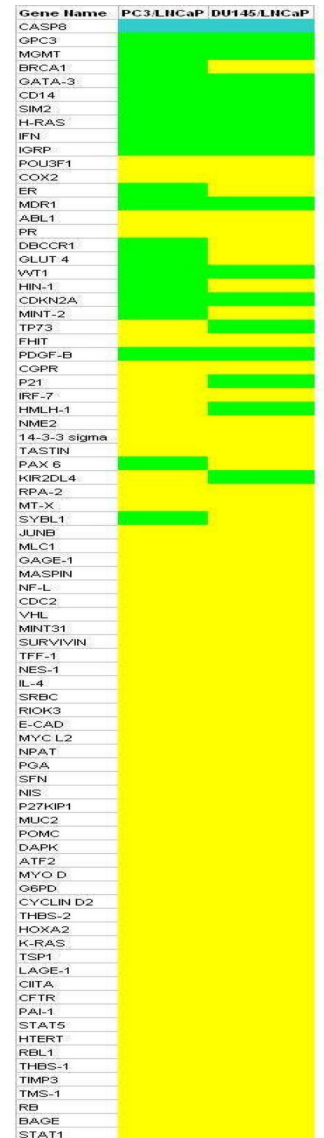 Gene Name PC3/LNCaP DU145/LNCaP
CASP8
GPC3
MGMT
BRCA1
GATA-3
CD14
SIM2
H-RAS
IFN
IGRP
POU3F1
COX2
ER
MDR1
ABL1
PR
DBCCR1
GLUT 4
WT1
HIN-1
CDKN2A
MINT-2
TP73
FHIT
PDGF-B
CGPR
P21
IRF-7
HMLH-1
NME2
14-3-3 sigma
TASTIN
PAX 6
KIR2DL4
RPA-2
MT-X
SYBL1
JUNB
MLC1
GAGE-1
MASPIN
NF-L
CDC2
VHL
MINT31
SURVIVIN
TFF-1
NES-1
IL-4
SRBC
RIOK3
E-CAD
MYC L2
NPAT
PGA
SFN
NIS
P27KIP1
MUC2
POMC
DAPK
ATF2
MYO D
G6PD
CYCLIN D2
THBS-2
HOXA2
K-RAS
TSP1
LAGE-1
CIITA
CFTR
PAI-1
STAT5
HTERT
RBL1
THBS-1
TIMP3
TMS-1
RB
BAGE
STAT1